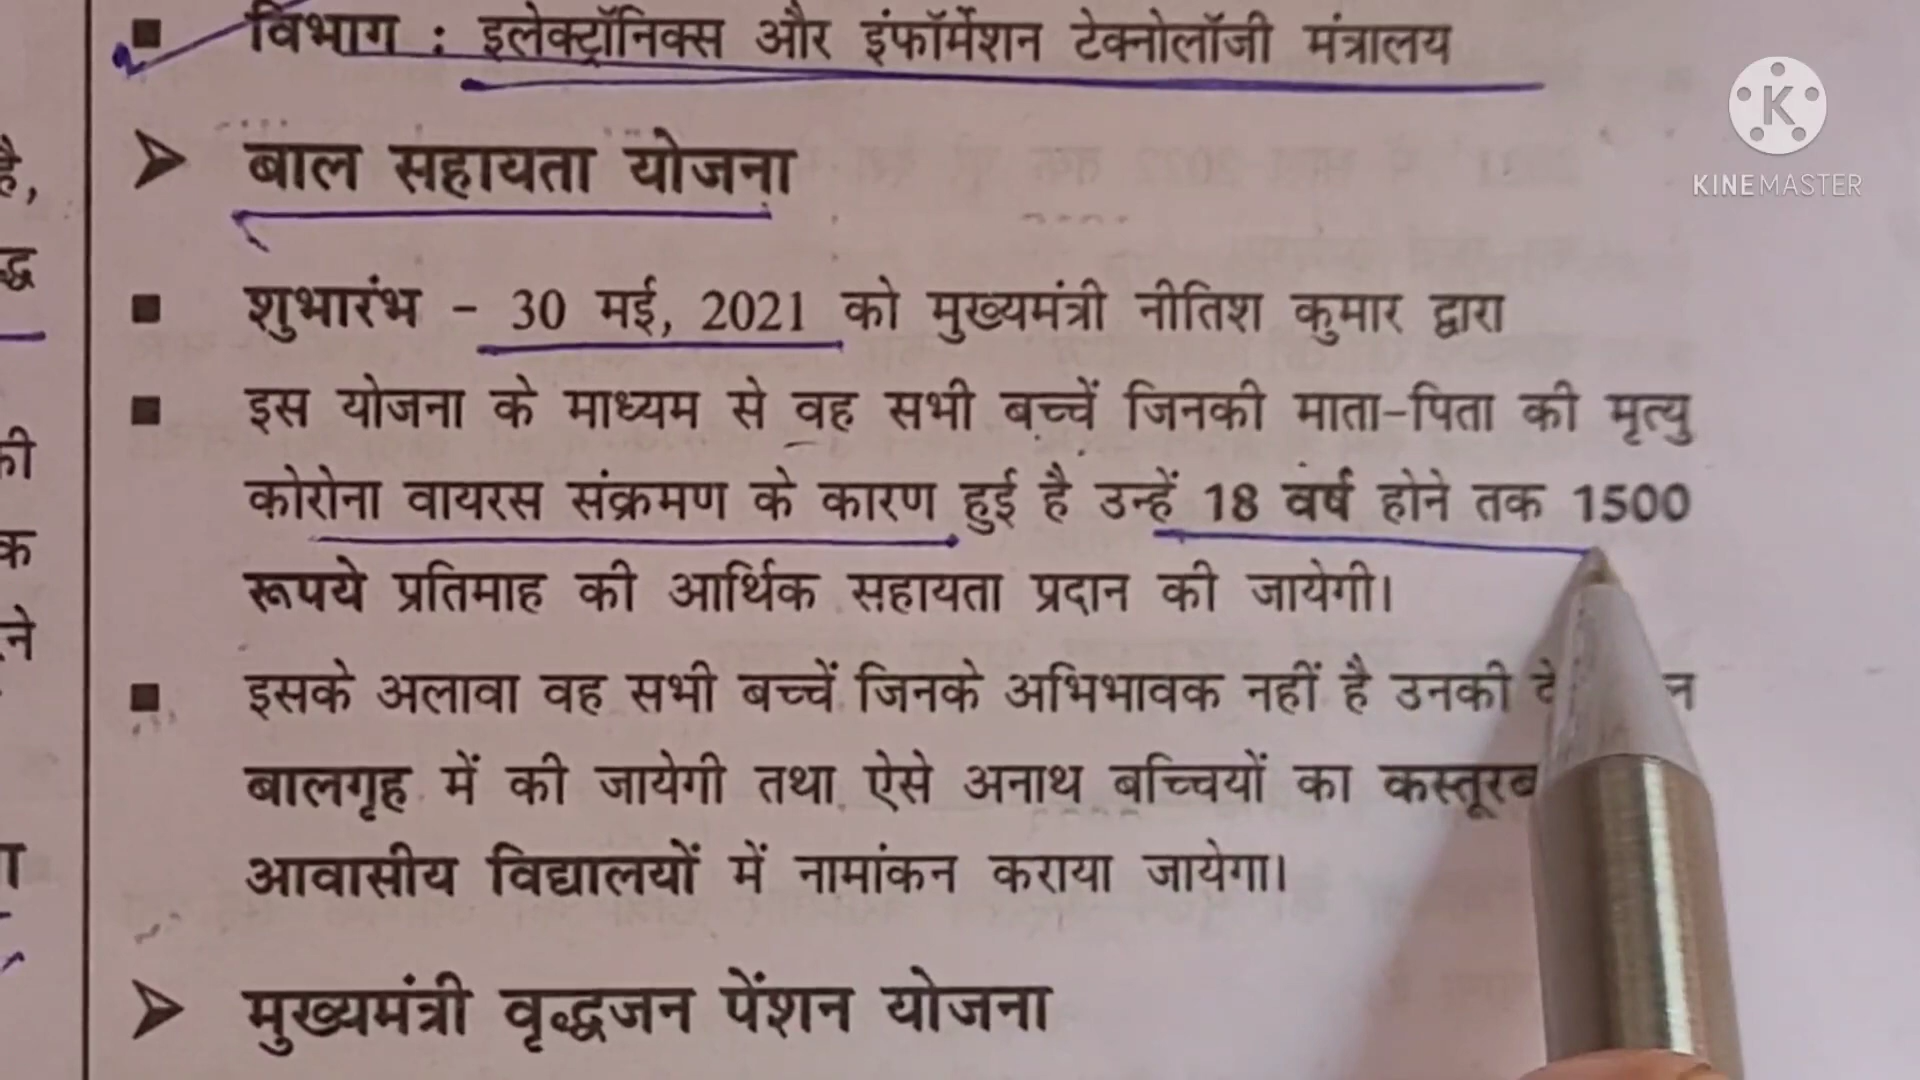 विभाग : इलेक्ट्रॉनिक्स और इंफॉर्मेशन टेक्नोलॉजी मंत्रालय
KINEMASTER
बाल सहायता योजना
शुभारंभ - 30 मई, 2021 को मुख्यमंत्री नीतिश कुमार द्वारा
इस योजना के माध्यम से वह सभी बच्चें जिनकी माता-पिता की मृत्यु
कोरोना वायरस संक्रमण के कारण हुई है उन्हें 18 वर्ष होने तक 1500
रूपये प्रतिमाह की आर्थिक सहायता प्रदान की जायेगी।
इसके अलावा वह सभी बच्चें जिनके अभिभावक नहीं है उनकी
बालगृह में की जायेगी तथा ऐसे अनाथ बच्चियों का
आवासीय विद्यालयों में नामांकन कराया जायेगा।
मुख्यमंत्री वृद्धजन पेंशन योजना